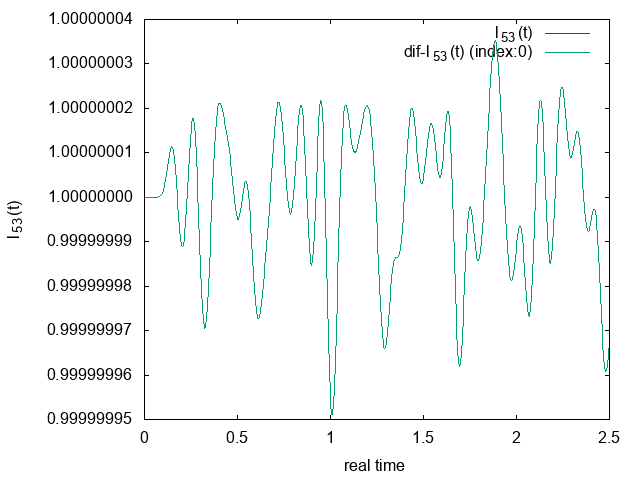 1.00000004
1.00000003
1.00000002
1.00000001
1.00000000
0.99999999
0.99999998
0.99999997
0.99999996
0.99999995
0 0.5 1 1.5 2 2.5
I53(t)
real time
I53(t)
dif-I53(t) (index:0)